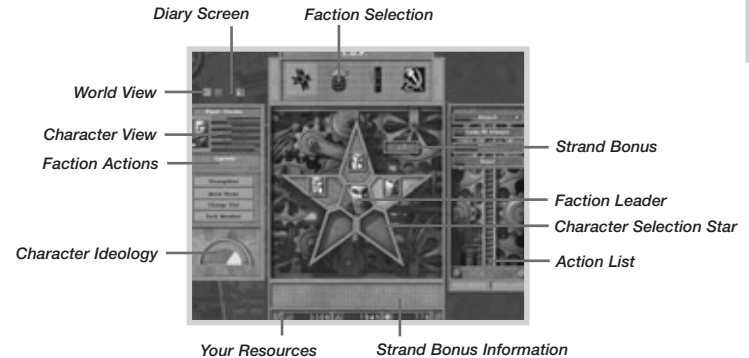 Diary Screen
Faction Selection
World View
Character View
Faction Actions
Character Ideology
Strand Bonus
Faction Leader
Character Selection Star
Action List
Your Resources
Strand Bonus Information
Strengthen